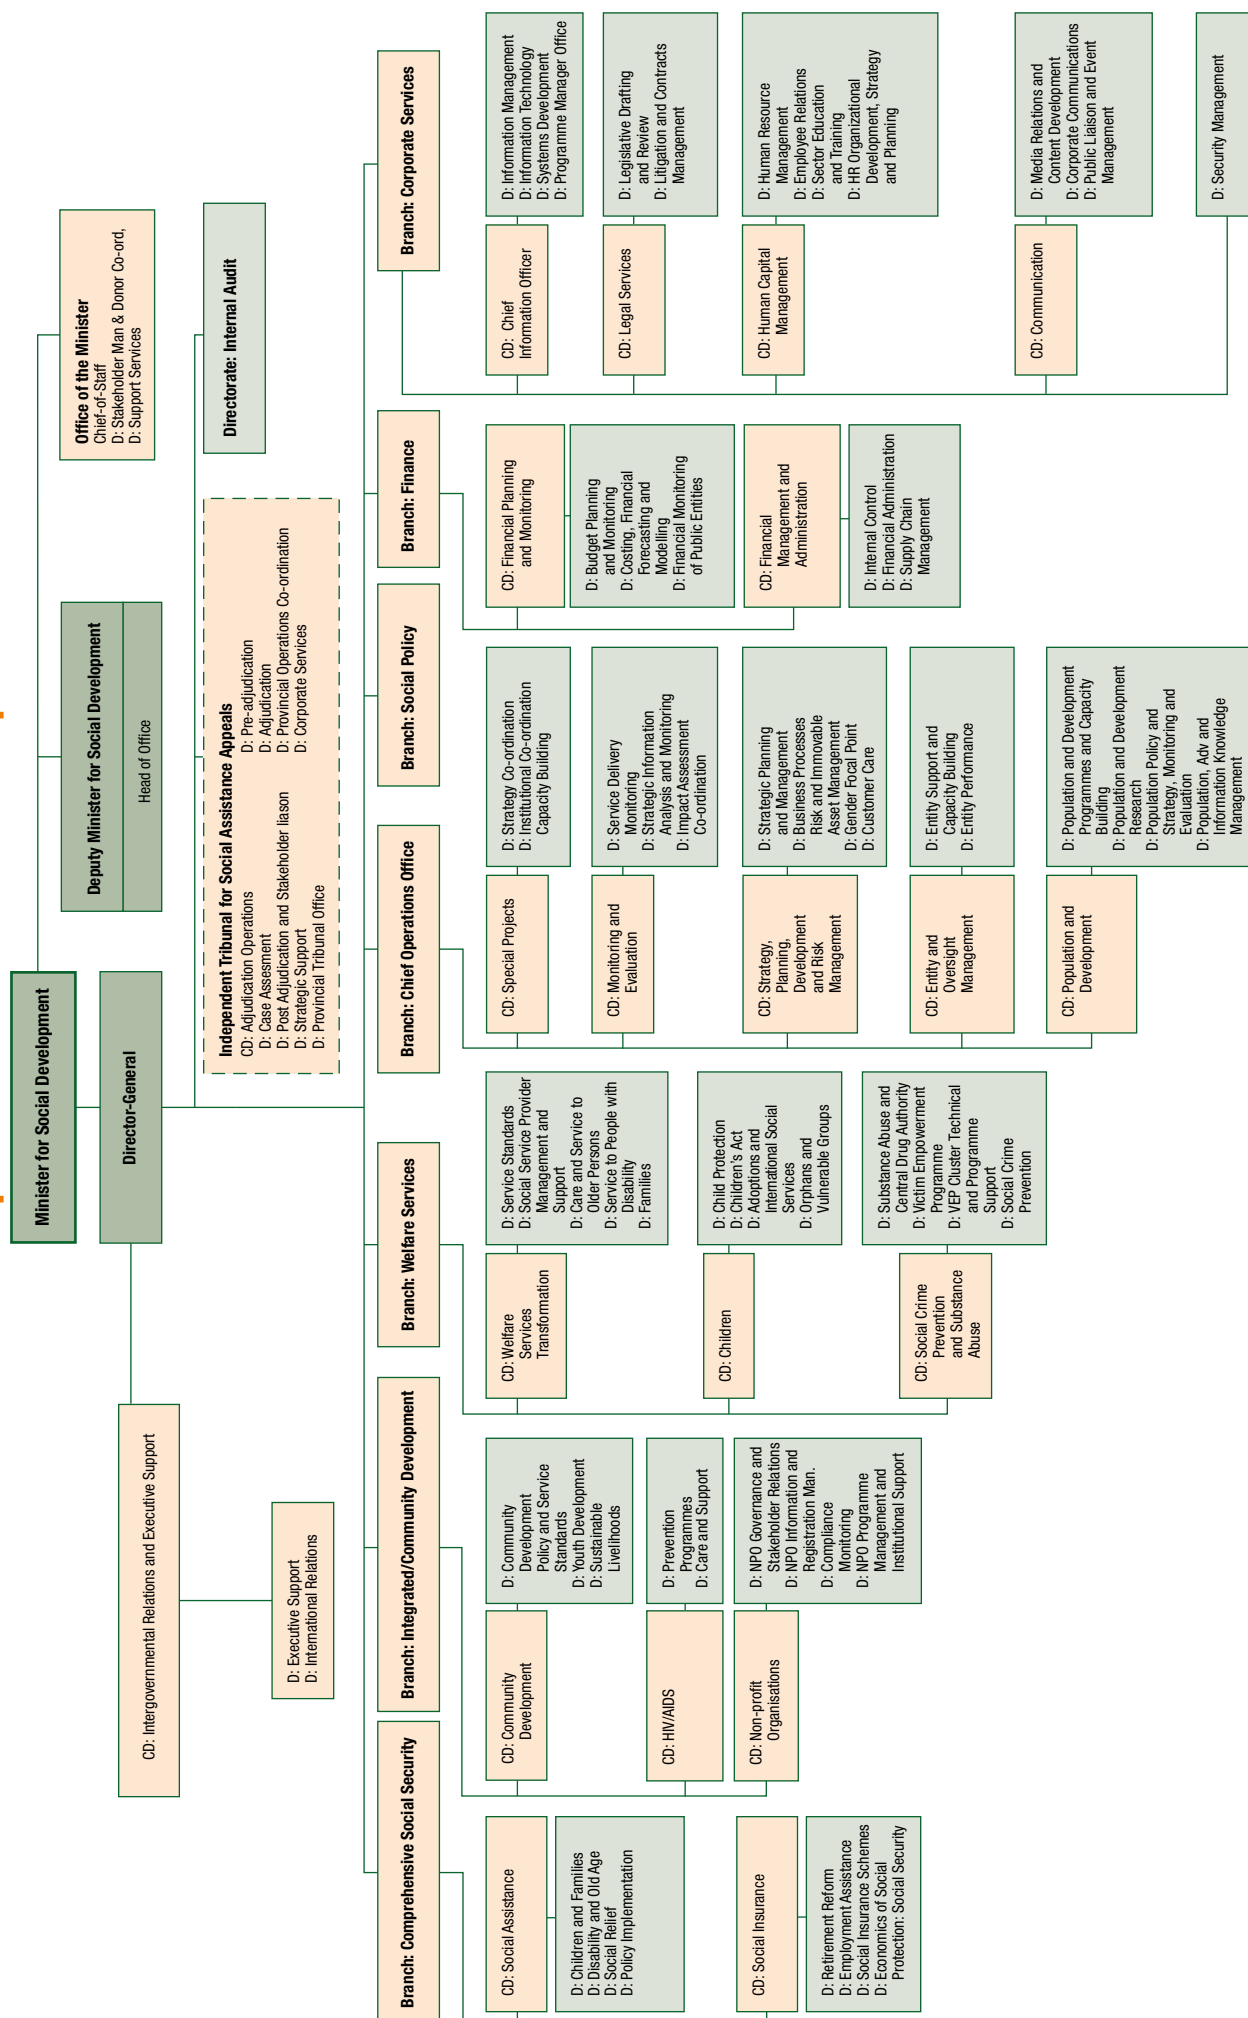 Minister for Social Development
Director-General
Deputy Minister for Social Development
Head of Office
Office of the Minister
Chief-of-Staff
D: Stakeholder Man & Donor Co-ord,
D: Support Services
CD: Intergovernmental Relations and Executive Support
D: Executive Support
D: International Relations
Independent Tribunal for Social Assistance Appeals
CD: Adjudication Operations
D: Case Assesment
D: Post Adjudication and Stakeholder liason
D: Strategic Support
D: Provincial Tribunal Office
D: Pre-adjudication
D: Adjudication
D: Provincial Operations Co-ordination
D: Corporate Services
Directorate: Internal Audit
Branch: Comprehensive Social Security
CD: Social Assistance
D: Children and Families
D: Disability and Old Age
D: Social Relief
D: Policy Implementation
CD: Social Insurance
D: Retirement Reform
D: Employment Assistance
D: Social Insurance Schemes
D: Economics of Social
Protection: Social Security
Branch: Integrated/Community Development
CD: Community
Development
D: Community
Development
Policy and Service
Standards
D: Youth Development
D: Sustainable
Livelihoods
CD: HIV/AIDS
D: Prevention
Programmes
D: Care and Support
CD: Non-profit
Organisations
D: NPO Governance and
Stakeholder Relations
D: NPO Information and
Registration Man.
D: Compliance
Monitoring
D: NPO Programme
Management and
Institutional Support
Branch: Welfare Services
CD: Welfare
Services
Transformation
D: Service Standards
D: Social Service Provider
Management and
Support
D: Care and Service to
Older Persons
D: Service to People with
Disability
D: Families
CD: Children
D: Child Protection
D: Children's Act
D: Adoptions and
International Social
Services
D: Orphans and
Vulnerable Groups
CD: Social Crime
Prevention
and Substance
Abuse
D: Substance Abuse and
Central Drug Authority
D: Victim Empowerment
Programme
D: VEP Cluster Technical
and Programme
Support
D: Social Crime
Prevention
Branch: Chief Operations Office
CD: Special Projects
D: Strategy Co-ordination
D: Institutional Co-ordination
Capacity Building
CD: Monitoring and
Evaluation
D: Service Delivery
Monitoring
D: Strategic Information
Analysis and Monitoring
D: Impact Assessment
Co-ordination
CD: Strategy,
Planning,
Development
and Risk
Management
D: Strategic Planning
and Management
D: Business Processes
Risk and Immovable
Asset Management
D: Gender Focal Point
D: Customer Care
CD: Entity and
Oversight
Management
D: Entity Support and
Capacity Building
D: Entity Performance
CD: Population and
Development
D: Population and Development
Programmes and Capacity
Building
D: Population and Development
Research
D: Population Policy and
Strategy, Monitoring and
Evaluation
D: Population, Adv and
Information Knowledge
Management
Branch: Social Policy
Branch: Finance
CD: Financial Planning
and Monitoring
D: Budget Planning
and Monitoring
D: Costing, Financial
Forecasting and
Modelling
D: Financial Monitoring
of Public Entities
CD: Financial
Management and
Administration
D: Internal Control
D: Financial Administration
D: Supply Chain
Management
Branch: Corporate Services
CD: Chief
Information Officer
D: Information Management
D: Information Technology
D: Systems Development
D: Programme Manager Office
CD: Legal Services
D: Legislative Drafting
and Review
D: Litigation and Contracts
Management
CD: Human Capital
Management
D: Human Resource
Management
D: Employee Relations
D: Sector Education
and Training
D: HR Organizational
Development, Strategy
and Planning
CD: Communication
D: Media Relations and
Content Development
D: Corporate Communications
D: Public Liaison and Event
Management
D: Security Management